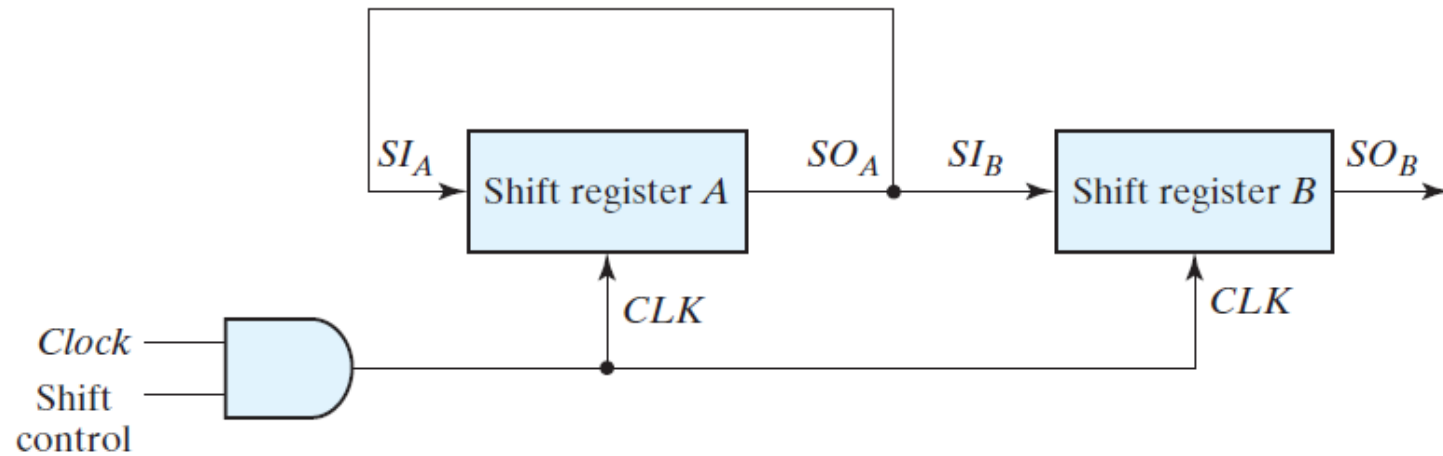 SI_A
Shift register A
SO_A
SI_B
Shift register B
SO_B
CLK
CLK
Clock
Shift
control